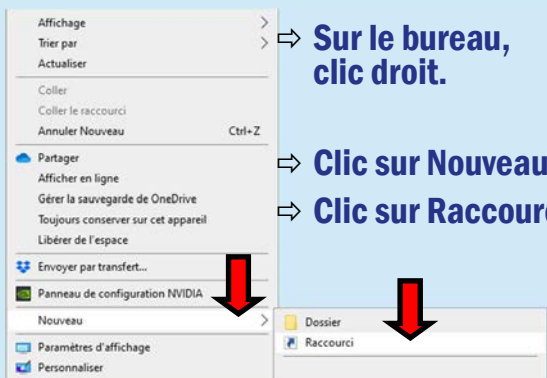 Affichage
Trier par
Actualiser
Coller
Coller le raccourci
Annuler Nouveau Ctrl+Z
Partager
Afficher en ligne
Gérer la sauvegarde de OneDrive
Toujours conserver sur cet appareil
Libérer de l'espace
Envoyer par transfert...
Panneau de configuration NVIDIA
Nouveau
Paramètres d'affichage
Personnaliser
Dossier
Raccourci
⇨ Sur le bureau,
clic droit.
⇨ Clic sur Nouveau
⇨ Clic sur